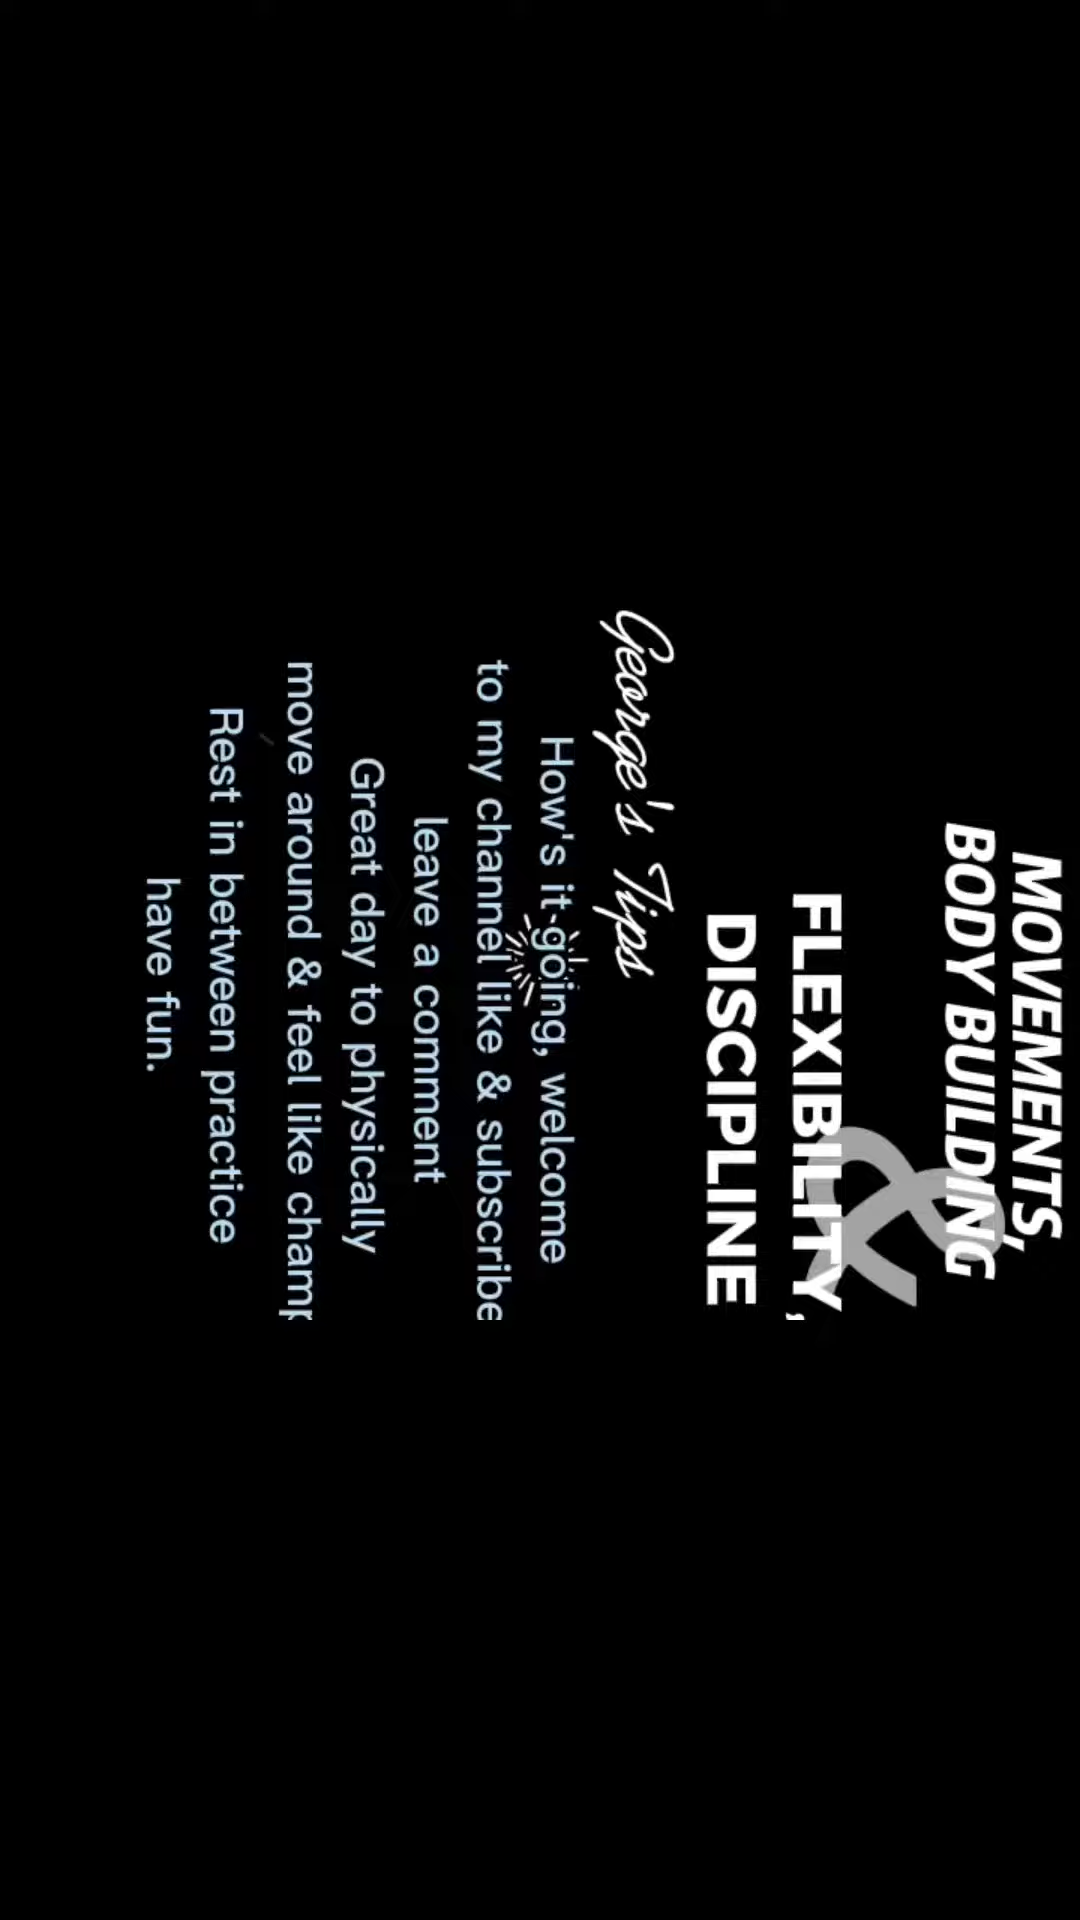 MOVEMENTS,
BODY BUILDING
&
FLEXIBILITY,
DISCIPLINE
George's Tips
How's it going, welcome
to my channel like & subscribe
leave a comment
Great day to physically
move around & feel like champ
Rest in between practice
have fun.